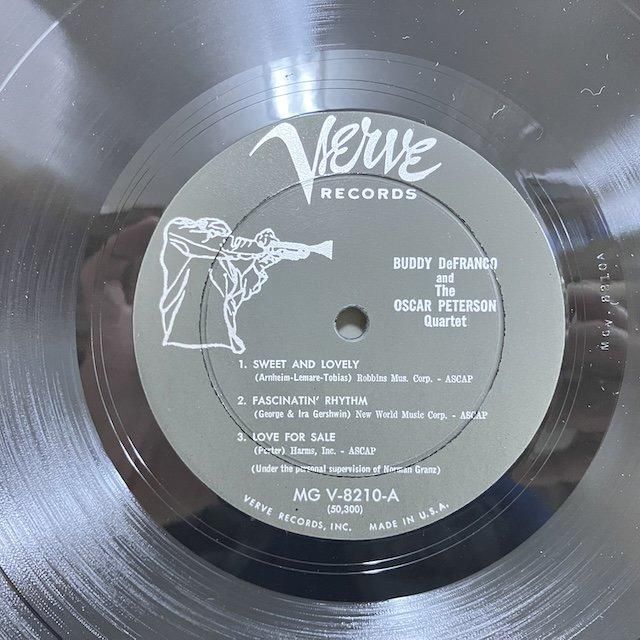 Verve
RECORDS
BUDDY DeFRANCO
and
The
OSCAR PETERSON
Quartet
1. SWEET AND LOVELY
(Arnheim-Lemare-Tobias) Robbins Mus. Corp. - ASCAP
2. FASCINATIN' RHYTHM
(George & Ira Gershwin) New World Music Corp. - ASCAP
3. LOVE FOR SALE
(Porter) Harms, Inc. - ASCAP
(Under the personal supervision of Norman Granz)
MG V-8210-A
(50,300)
VERVE RECORDS, INC. MADE IN U.S.A.
MGV-8210A